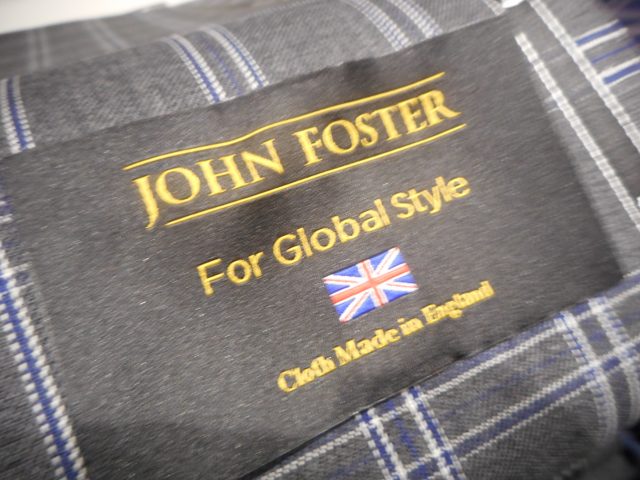 JOHN FOSTER
For Global Style
Cloth Made in England